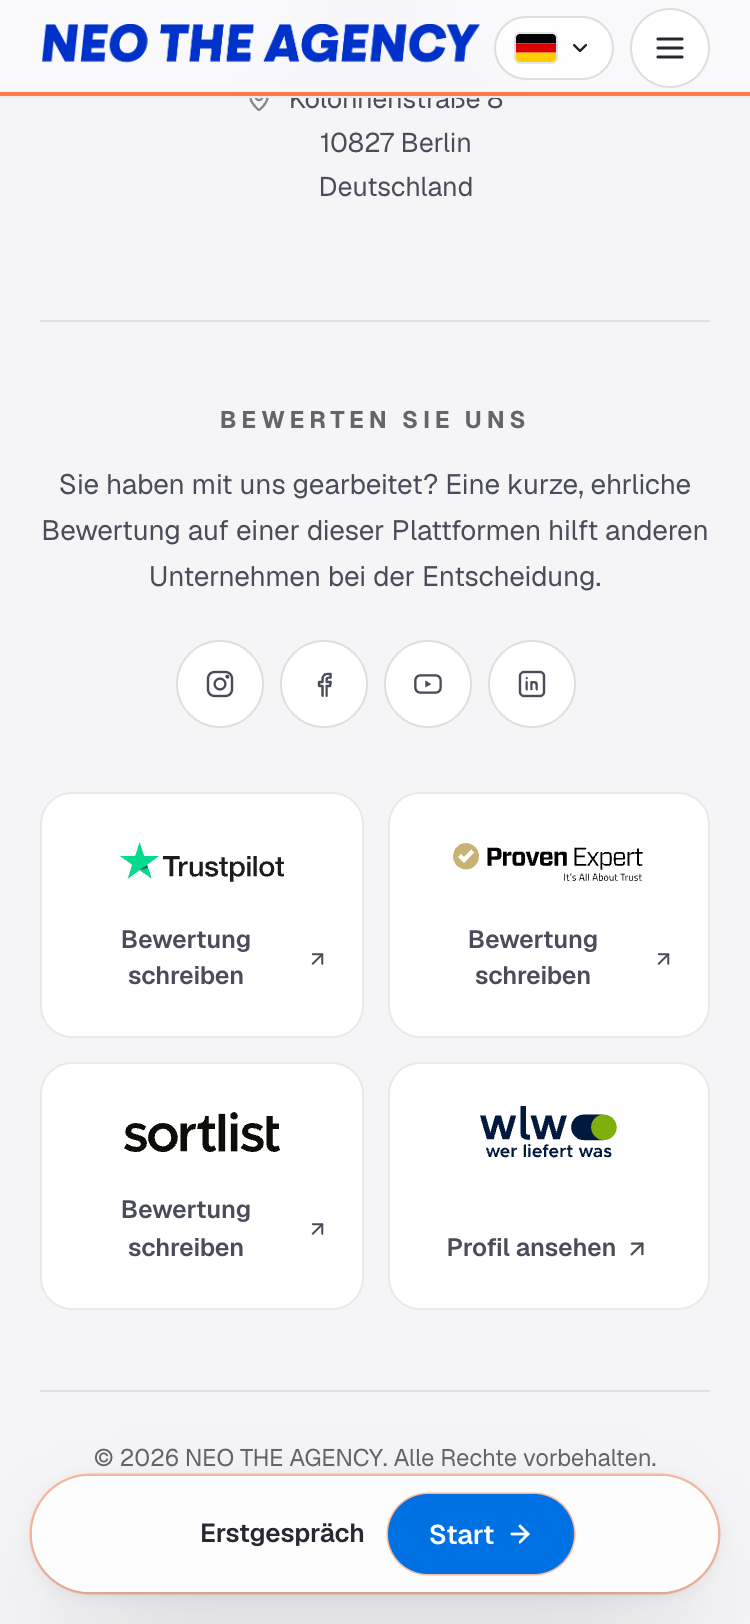 NEO THE AGENCY
Kolonnenstraße 8
10827 Berlin
Deutschland
BEWERTEN SIE UNS
Sie haben mit uns gearbeitet? Eine kurze, ehrliche
Bewertung auf einer dieser Plattformen hilft anderen
Unternehmen bei der Entscheidung.
Trustpilot
Bewertung
schreiben
Proven Expert
It's All About Trust
Bewertung
schreiben
sortlist
Bewertung
schreiben
wlw
wer liefert was
Profil ansehen
© 2026 NEO THE AGENCY. Alle Rechte vorbehalten.
Erstgespräch
Start